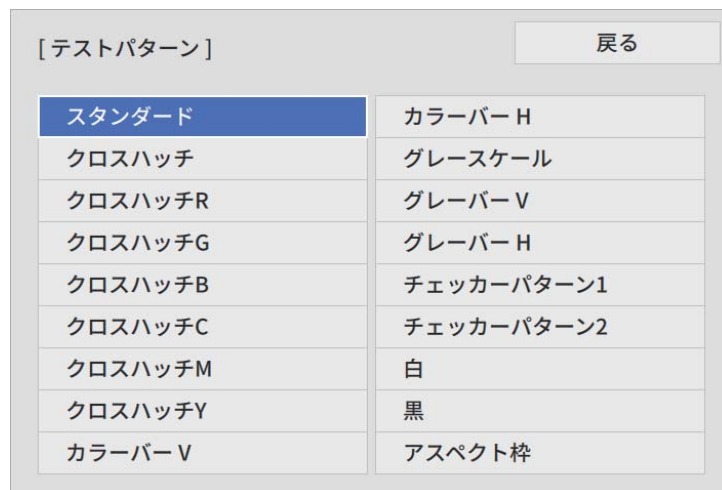 [ テストパターン ]
戻る
スタンダード
クロスハッチ
クロスハッチR
クロスハッチG
クロスハッチB
クロスハッチC
クロスハッチM
クロスハッチY
カラーバー V
カラーバー H
グレースケール
グレーバー V
グレーバー H
チェッカーパターン1
チェッカーパターン2
白
黒
アスペクト枠